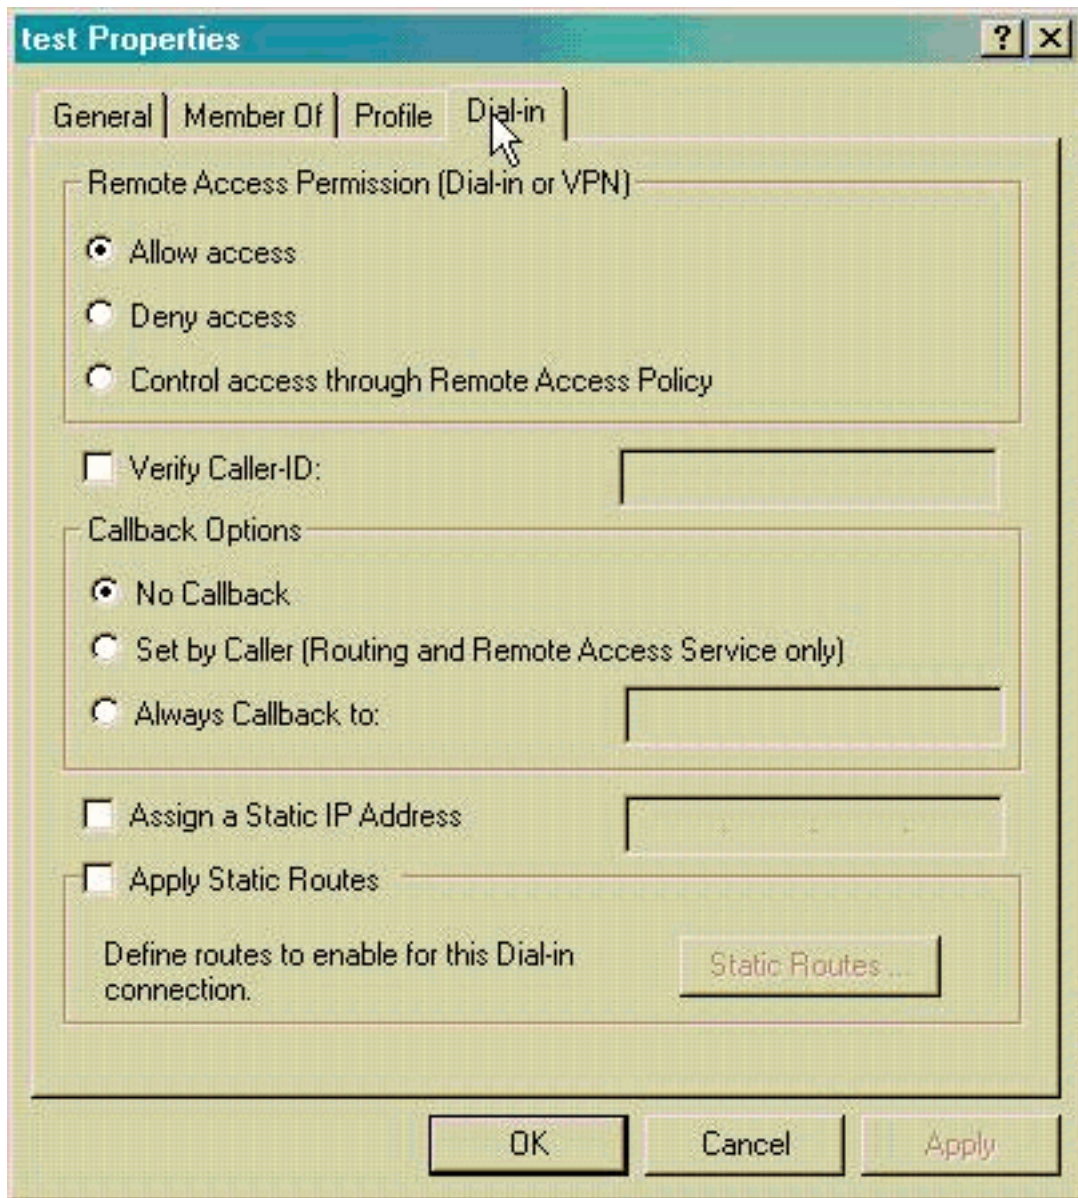 test Properties
General
Member Of
Profile
Dial-in
Remote Access Permission (Dial-in or VPN)
Allow access
Deny access
Control access through Remote Access Policy
Verify Caller-ID:
Callback Options
No Callback
Set by Caller (Routing and Remote Access Service only)
Always Callback to:
Assign a Static IP Address
Apply Static Routes
Define routes to enable for this Dial-in
connection.
Static Routes ...
OK
Cancel
Apply